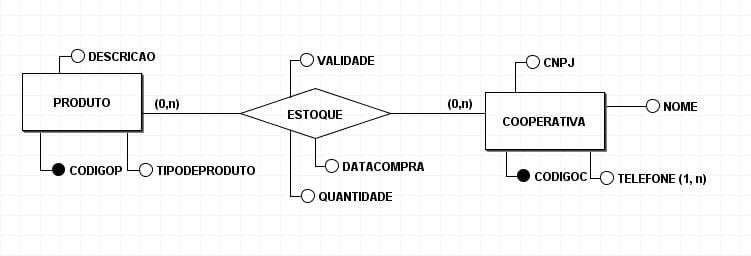 DESCRICAO
VALIDADE
CNPJ
PRODUTO
(0,n)
ESTOQUE
(0,n)
COOPERATIVA
NOME
CODIGOP
TIPODEPRODUTO
DATACOMPRA
CODIGOC
TELEFONE (1, n)
QUANTIDADE